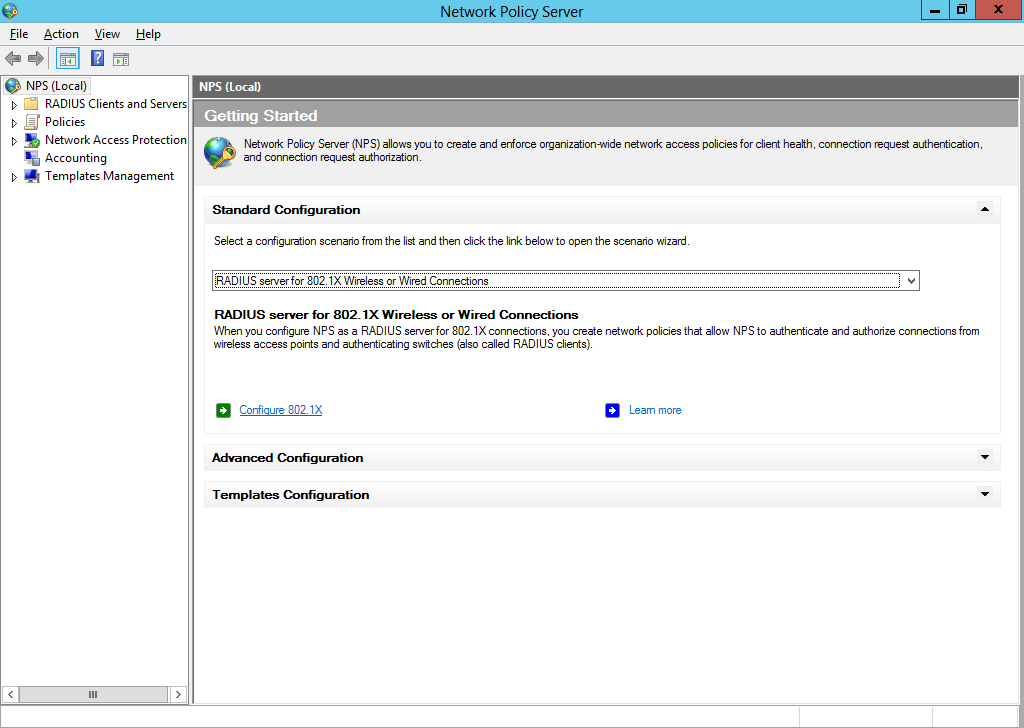 Network Policy Server
File Action View Help
NPS (Local)
RADIUS Clients and Servers
Policies
Network Access Protection
Accounting
Templates Management
NPS (Local)
Getting Started
Network Policy Server (NPS) allows you to create and enforce organization-wide network access policies for client health, connection request authentication,
and connection request authorization.
Standard Configuration
Select a configuration scenario from the list and then click the link below to open the scenario wizard.
RADIUS server for 802.1X Wireless or Wired Connections
RADIUS server for 802.1X Wireless or Wired Connections
When you configure NPS as a RADIUS server for 802.1X connections, you create network policies that allow NPS to authenticate and authorize connections from
wireless access points and authenticating switches (also called RADIUS clients).
Configure 802.1X
Learn more
Advanced Configuration
Templates Configuration